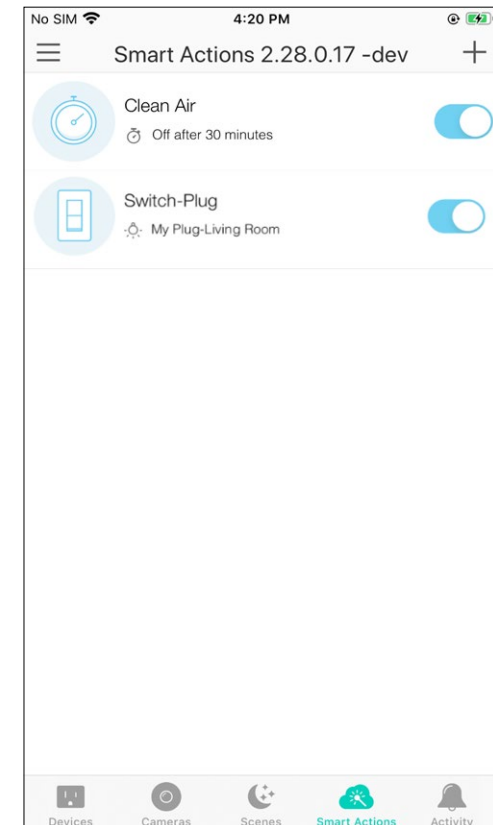 No SIM 4:20 PM
Smart Actions 2.28.0.17 -dev
Clean Air
Off after 30 minutes
Switch-Plug
My Plug-Living Room
Devices Cameras Scenes Smart Actions Activity